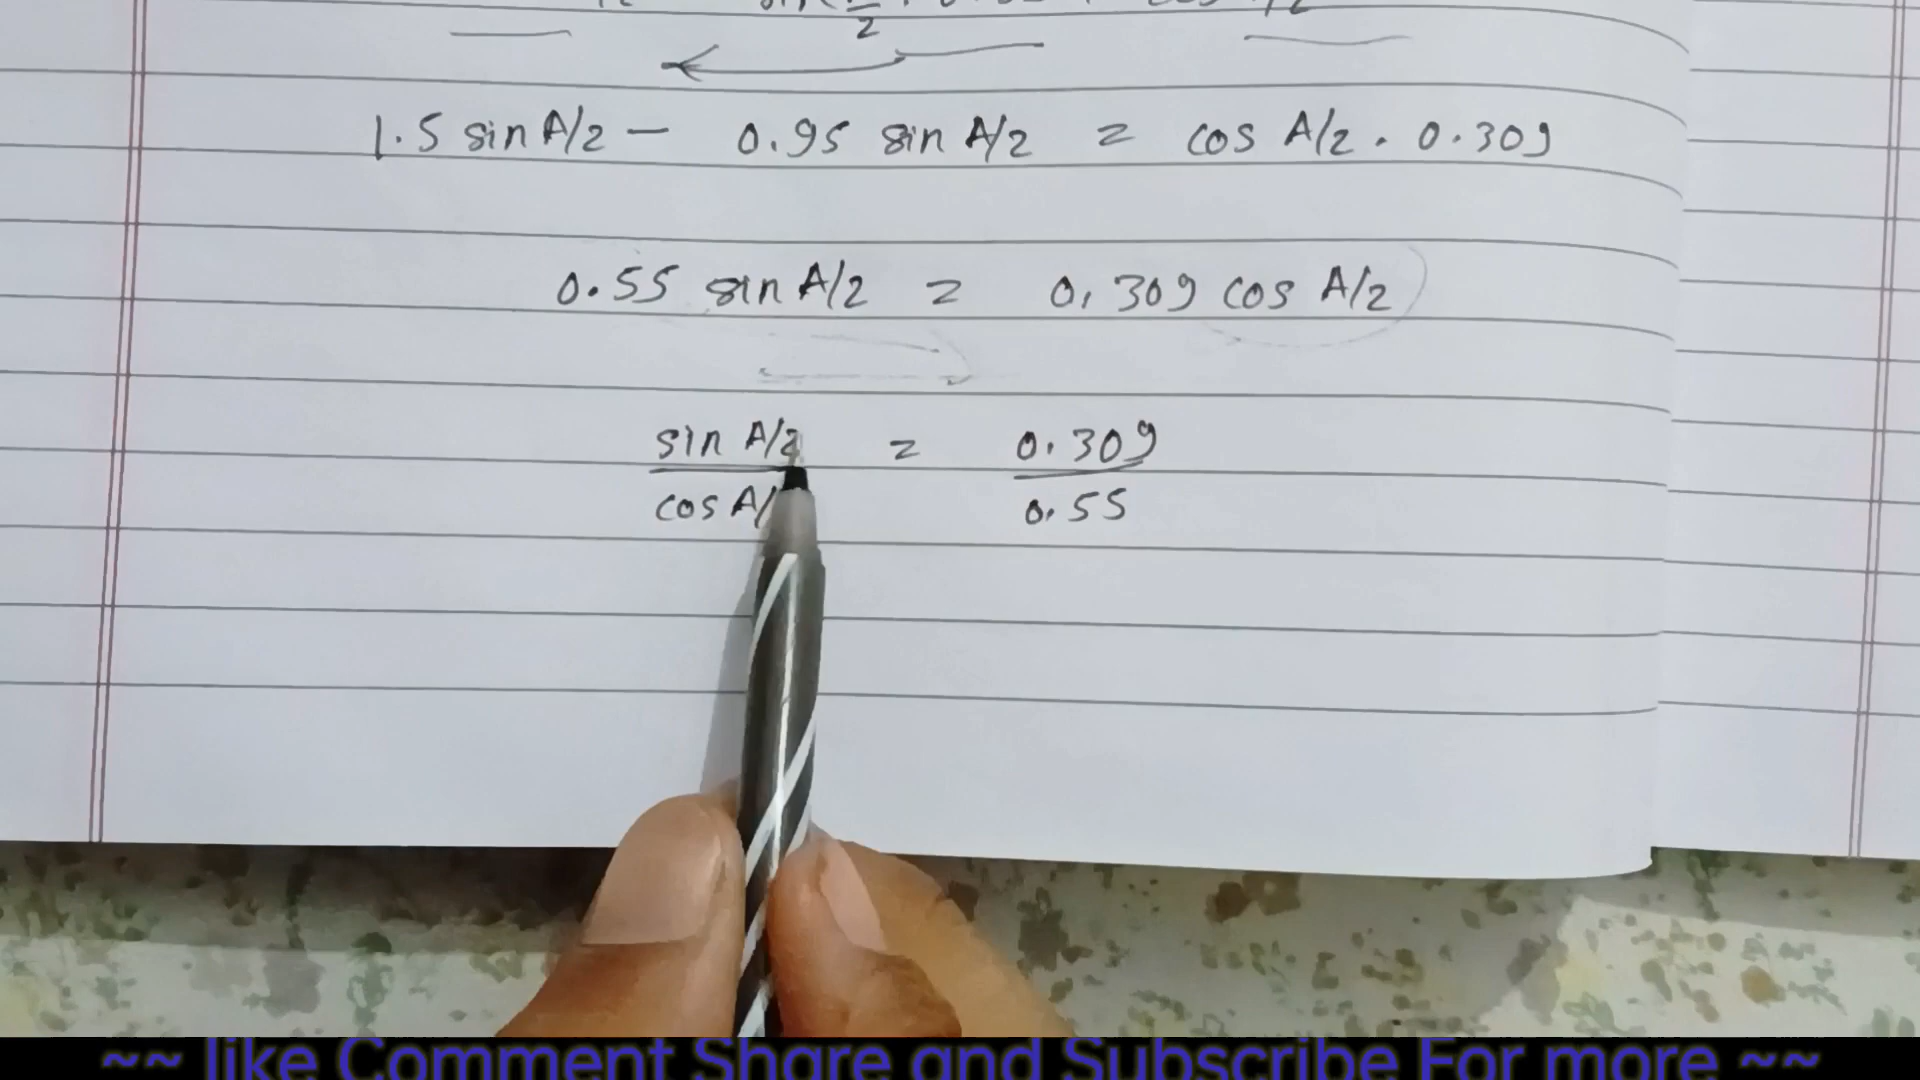 1.5 sin A/2 - 0.95 sin A/2 = cos A/2 . 0.309
0.55 sin A/2 = 0.309 cos A/2
sin A/2 = 0.309
cos A/ 0.55
~~ like Comment Share and Subscribe For more ~~